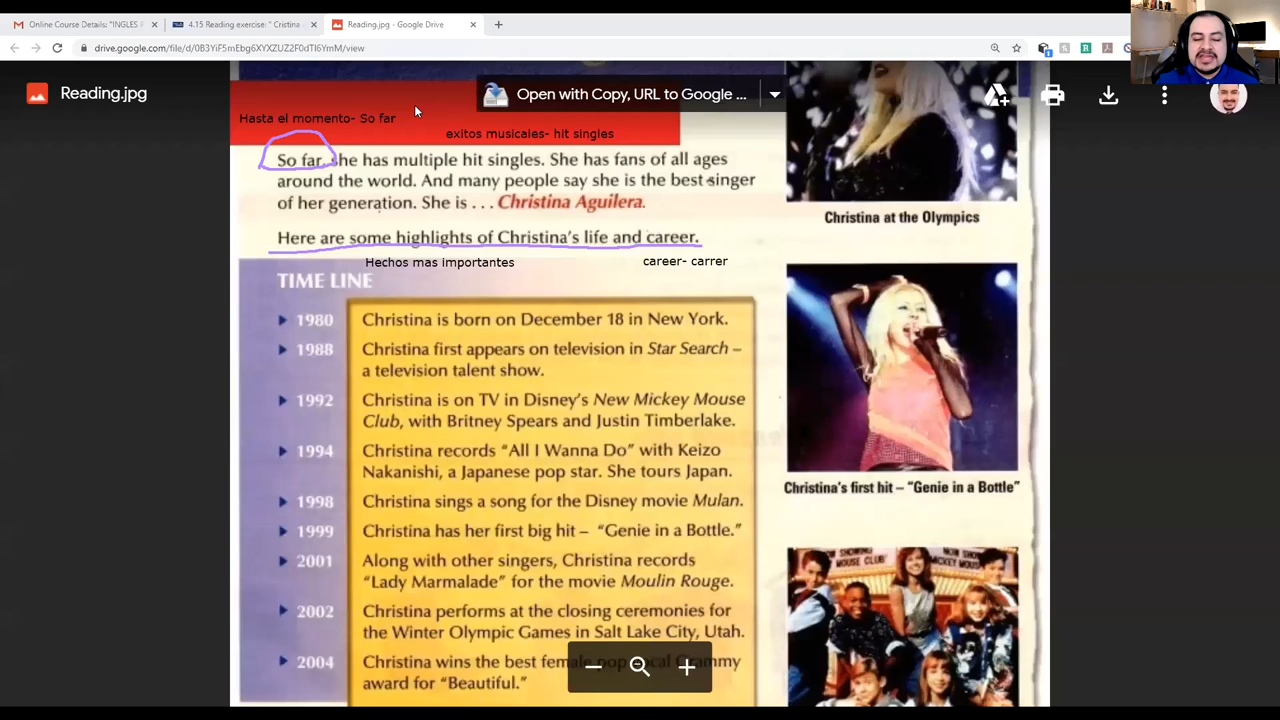 Online Course Details: "INGLES F
4.15 Reading exercise: " Cristina
Reading.jpg - Google Drive
drive.google.com/file/d/0B3YiF5mEbg6XYXZUZ2F0dTl6YmM/view
Reading.jpg
Open with Copy, URL to Google ...
Hasta el momento- So far
exitos musicales- hit singles
So far, she has multiple hit singles. She has fans of all ages
around the world. And many people say she is the best singer
of her generation. She is . . . Christina Aguilera.
Here are some highlights of Christina's life and career.
Hechos mas importantes
career- carrer
TIME LINE
1980 Christina is born on December 18 in New York.
1988 Christina first appears on television in Star Search –
a television talent show.
1992 Christina is on TV in Disney's New Mickey Mouse
Club, with Britney Spears and Justin Timberlake.
1994 Christina records "All I Wanna Do" with Keizo
Nakanishi, a Japanese pop star. She tours Japan.
1998 Christina sings a song for the Disney movie Mulan.
1999 Christina has her first big hit – "Genie in a Bottle."
2001 Along with other singers, Christina records
"Lady Marmalade" for the movie Moulin Rouge.
2002 Christina performs at the closing ceremonies for
the Winter Olympic Games in Salt Lake City, Utah.
2004 Christina wins the best female pop vocal Grammy
award for "Beautiful."
Christina at the Olympics
Christina's first hit – "Genie in a Bottle"